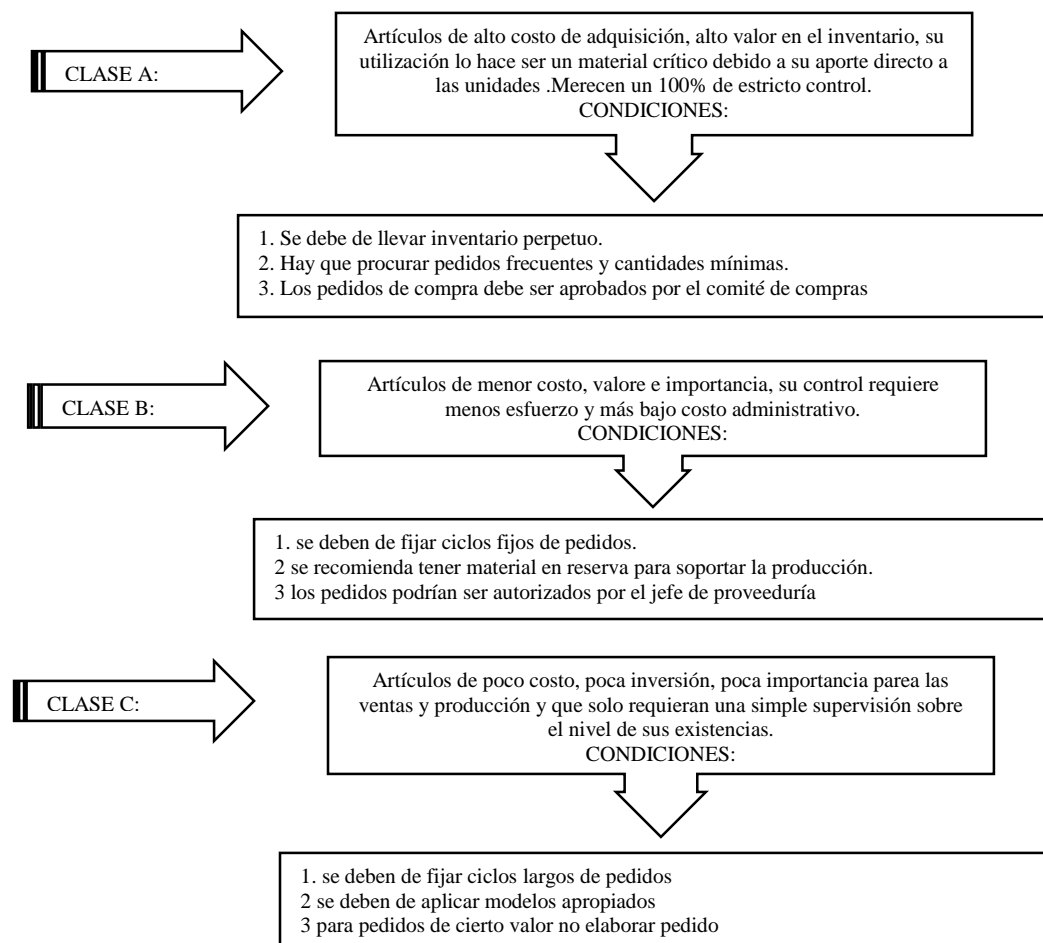 CLASE A:
Artículos de alto costo de adquisición, alto valor en el inventario, su
utilización lo hace ser un material crítico debido a su aporte directo a
las unidades .Merecen un 100% de estricto control.
CONDICIONES:
1. Se debe de llevar inventario perpetuo.
2. Hay que procurar pedidos frecuentes y cantidades mínimas.
3. Los pedidos de compra debe ser aprobados por el comité de compras
CLASE B:
Artículos de menor costo, valore e importancia, su control requiere
menos esfuerzo y más bajo costo administrativo.
CONDICIONES:
1. se deben de fijar ciclos fijos de pedidos.
2 se recomienda tener material en reserva para soportar la producción.
3 los pedidos podrían ser autorizados por el jefe de proveeduría
CLASE C:
Artículos de poco costo, poca inversión, poca importancia parea las
ventas y producción y que solo requieran una simple supervisión sobre
el nivel de sus existencias.
CONDICIONES:
1. se deben de fijar ciclos largos de pedidos
2 se deben de aplicar modelos apropiados
3 para pedidos de cierto valor no elaborar pedido